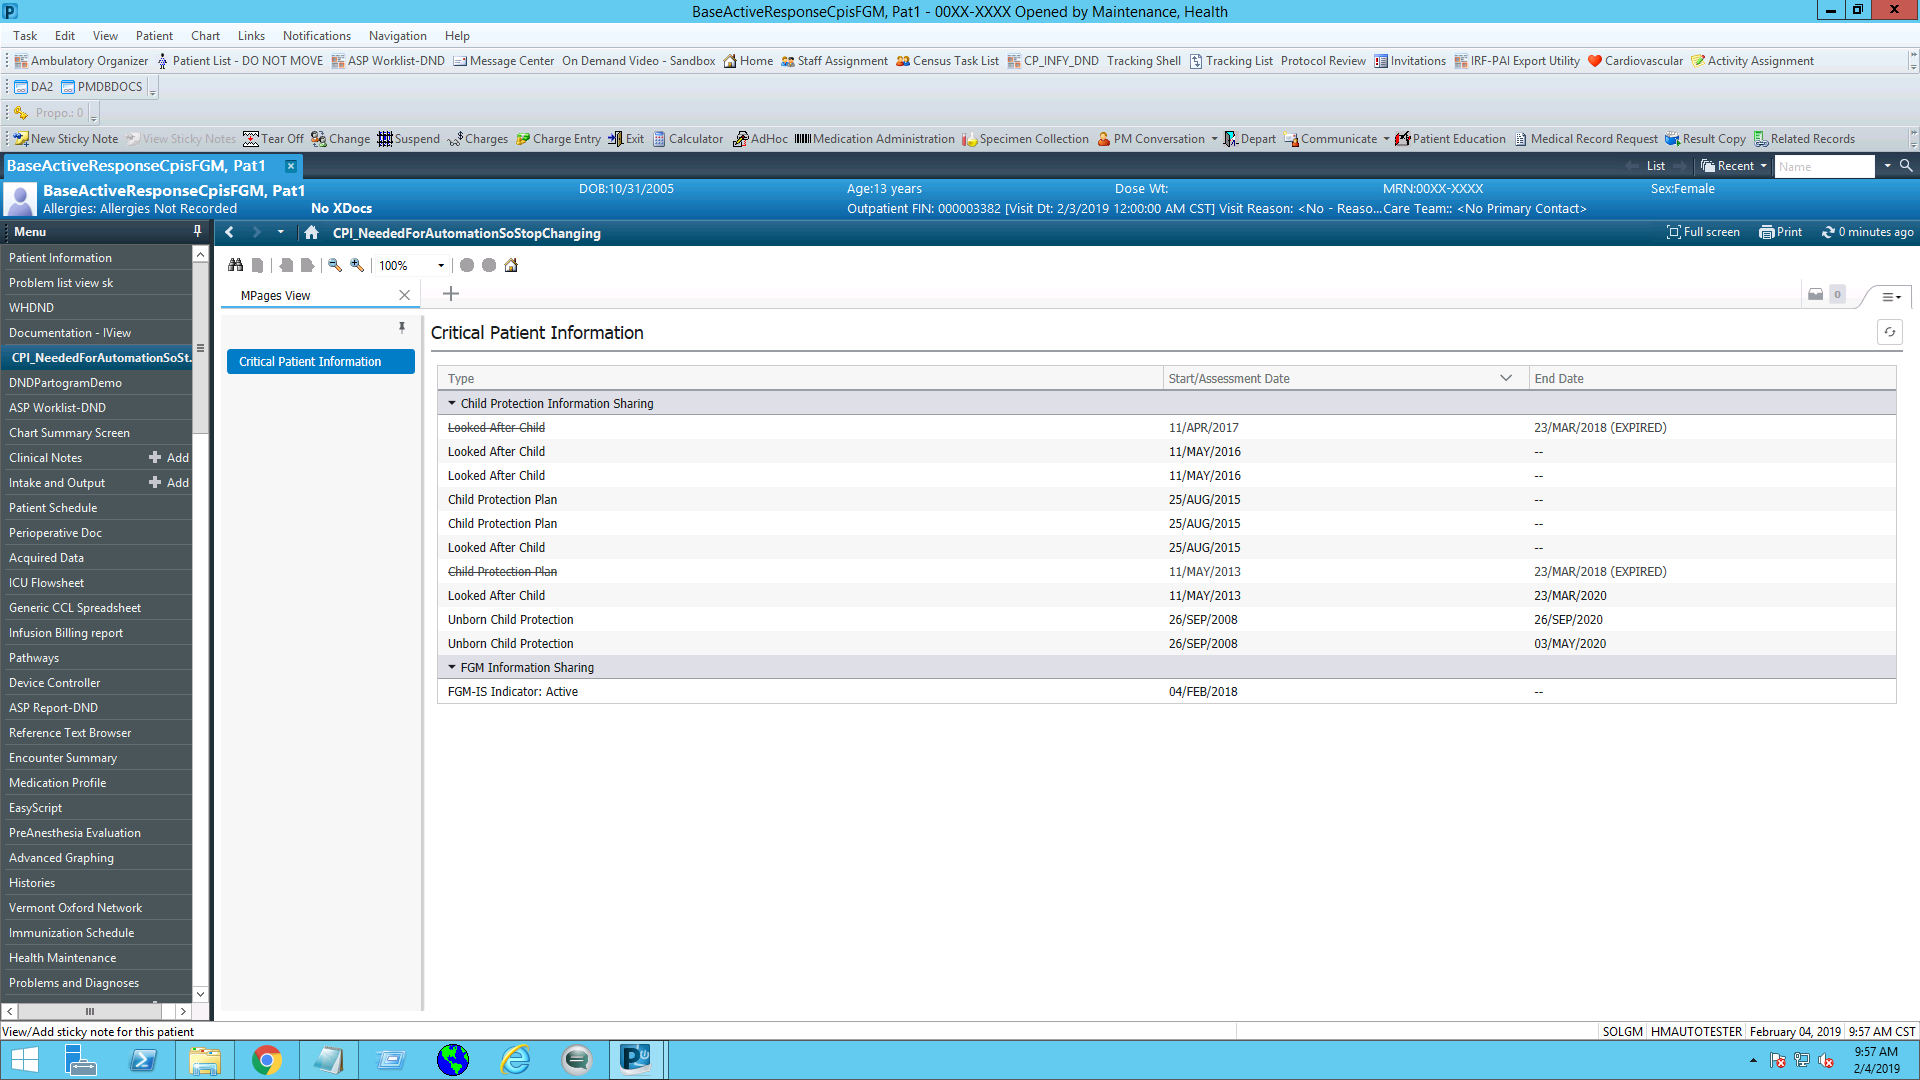 BaseActiveResponseCpisFGM, Pat1 - 00XX-XXXX Opened by Maintenance, Health
Task Edit View Patient Chart Links Notifications Navigation Help
Ambulatory Organizer Patient List - DO NOT MOVE ASP Worklist-DND Message Center On Demand Video - Sandbox Home Staff Assignment Census Task List CP_INFY_DND Tracking Shell Tracking List Protocol Review Invitations IRF-PAI Export Utility Cardiovascular Activity Assignment
DA2 PMDBDOCS
Propo.: 0
New Sticky Note View Sticky Notes Tear Off Change Suspend Charges Charge Entry Exit Calculator AdHoc Medication Administration Specimen Collection PM Conversation Depart Communicate Patient Education Medical Record Request Result Copy Related Records
BaseActiveResponseCpisFGM, Pat1 List Recent Name
BaseActiveResponseCpisFGM, Pat1 DOB:10/31/2005 Age:13 years Dose Wt: MRN:00XX-XXXX Sex:Female
Allergies: Allergies Not Recorded No XDocs Outpatient FIN: 000003382 [Visit Dt: 2/3/2019 12:00:00 AM CST] Visit Reason: <No - Reaso...Care Team:: <No Primary Contact>
Menu CPI_NeededForAutomationSoStopChanging Full screen Print 0 minutes ago
Patient Information
Problem list view sk
WHDND
Documentation - IView
CPI_NeededForAutomationSoSt.
DNDPartogramDemo
ASP Worklist-DND
Chart Summary Screen
Clinical Notes Add
Intake and Output Add
Patient Schedule
Perioperative Doc
Acquired Data
ICU Flowsheet
Generic CCL Spreadsheet
Infusion Billing report
Pathways
Device Controller
ASP Report-DND
Reference Text Browser
Encounter Summary
Medication Profile
EasyScript
PreAnesthesia Evaluation
Advanced Graphing
Histories
Vermont Oxford Network
Immunization Schedule
Health Maintenance
Problems and Diagnoses
100%
MPages View 0
Critical Patient Information
Critical Patient Information
Type Start/Assessment Date End Date
Child Protection Information Sharing
Looked After Child 11/APR/2017 23/MAR/2018 (EXPIRED)
Looked After Child 11/MAY/2016 --
Looked After Child 11/MAY/2016 --
Child Protection Plan 25/AUG/2015 --
Child Protection Plan 25/AUG/2015 --
Looked After Child 25/AUG/2015 --
Child Protection Plan 11/MAY/2013 23/MAR/2018 (EXPIRED)
Looked After Child 11/MAY/2013 23/MAR/2020
Unborn Child Protection 26/SEP/2008 26/SEP/2020
Unborn Child Protection 26/SEP/2008 03/MAY/2020
FGM Information Sharing
FGM-IS Indicator: Active 04/FEB/2018 --
View/Add sticky note for this patient SOLGM HMAUTOTESTER February 04, 2019 9:57 AM CST
9:57 AM
2/4/2019